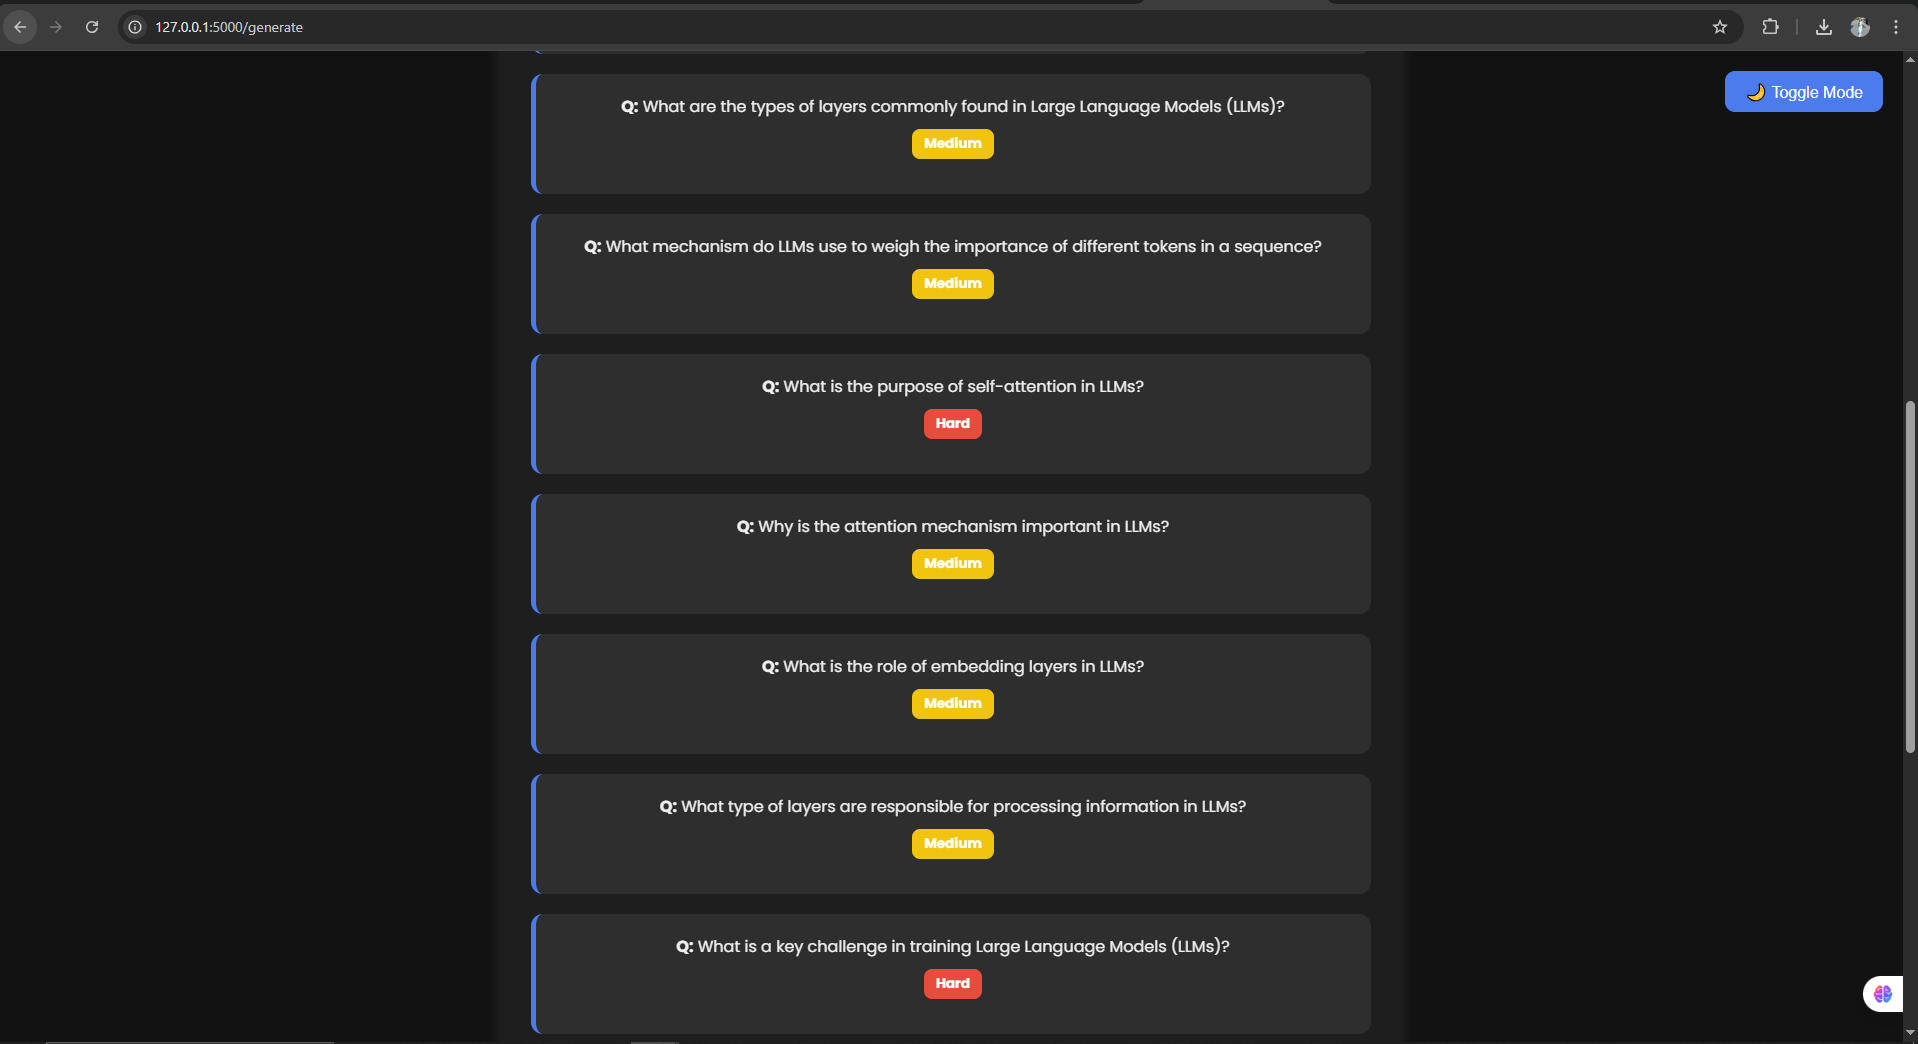 127.0.0.1:5000/generate
🌙 Toggle Mode
Q: What are the types of layers commonly found in Large Language Models (LLMs)?
Medium
Q: What mechanism do LLMs use to weigh the importance of different tokens in a sequence?
Medium
Q: What is the purpose of self-attention in LLMs?
Hard
Q: Why is the attention mechanism important in LLMs?
Medium
Q: What is the role of embedding layers in LLMs?
Medium
Q: What type of layers are responsible for processing information in LLMs?
Medium
Q: What is a key challenge in training Large Language Models (LLMs)?
Hard